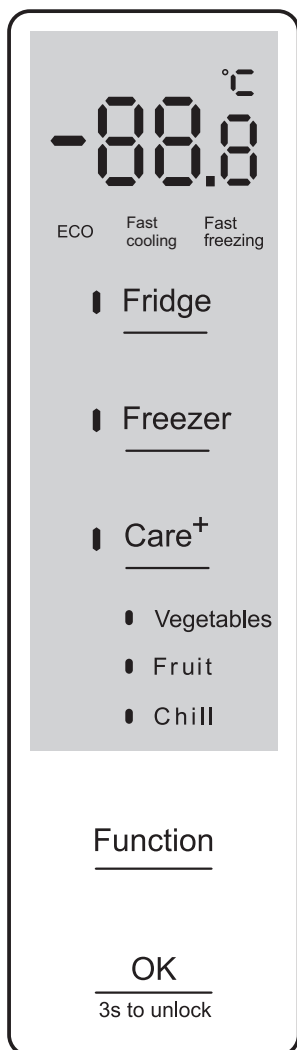 °C
-88.8
ECO Fast cooling Fast freezing
Fridge
Freezer
Care+
Vegetables
Fruit
Chill
Function
OK
3s to unlock